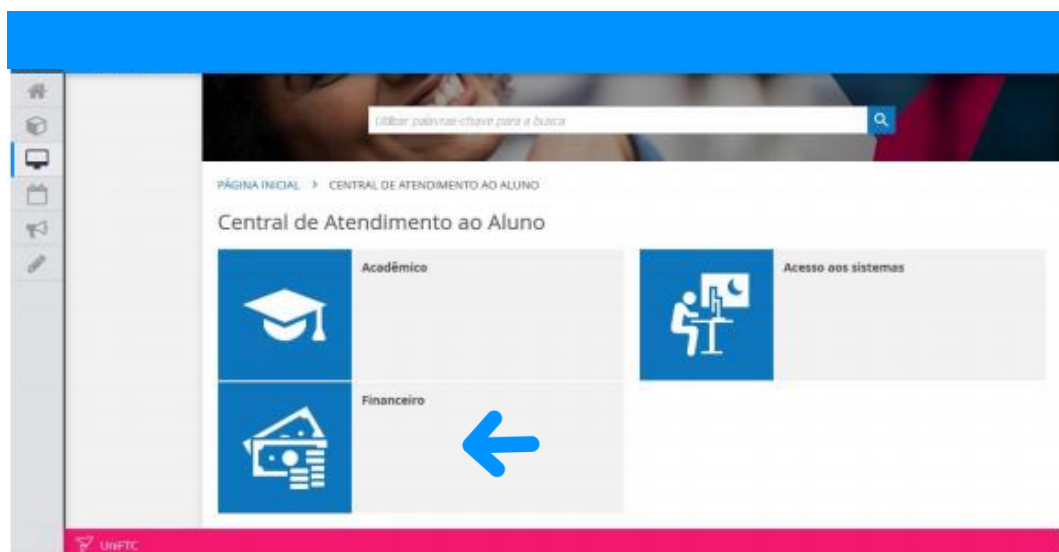 Utilizar palavras-chave para a busca
PÁGINA INICIAL > CENTRAL DE ATENDIMENTO AO ALUNO
Central de Atendimento ao Aluno
Acadêmico
Acesso aos sistemas
Financeiro
UniFTC